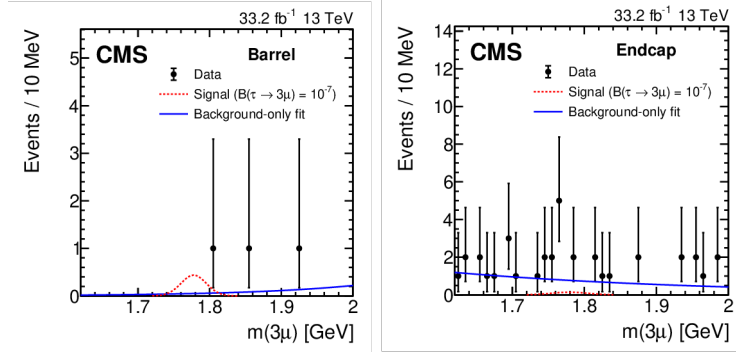 33.2 fb⁻¹ 13 TeV
CMS
Barrel
Data
Signal (B(τ → 3μ) = 10⁻⁷)
Background-only fit
Events / 10 MeV
5
4
3
2
1
0
1.7 1.8 1.9 2
m(3μ) [GeV]
33.2 fb⁻¹ 13 TeV
CMS
Endcap
Data
Signal (B(τ → 3μ) = 10⁻⁷)
Background-only fit
Events / 10 MeV
14
12
10
8
6
4
2
0
1.7 1.8 1.9 2
m(3μ) [GeV]